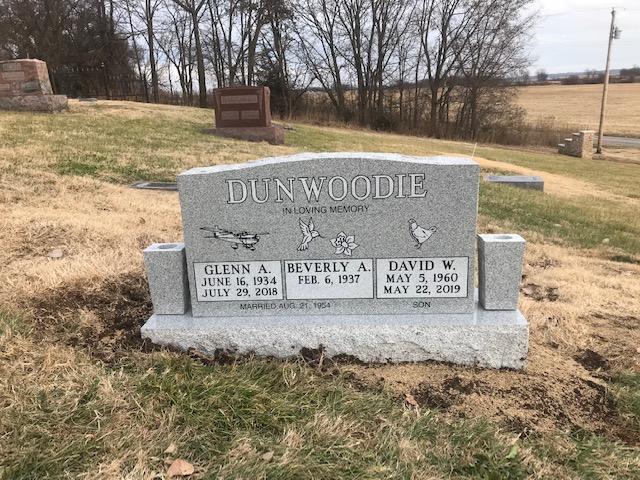 DUNWOODIE
IN LOVING MEMORY
GLENN A.
JUNE 16, 1934
JULY 29, 2018
BEVERLY A.
FEB. 6, 1937
DAVID W.
MAY 5, 1960
MAY 22, 2019
MARRIED AUG. 21, 1954
SON